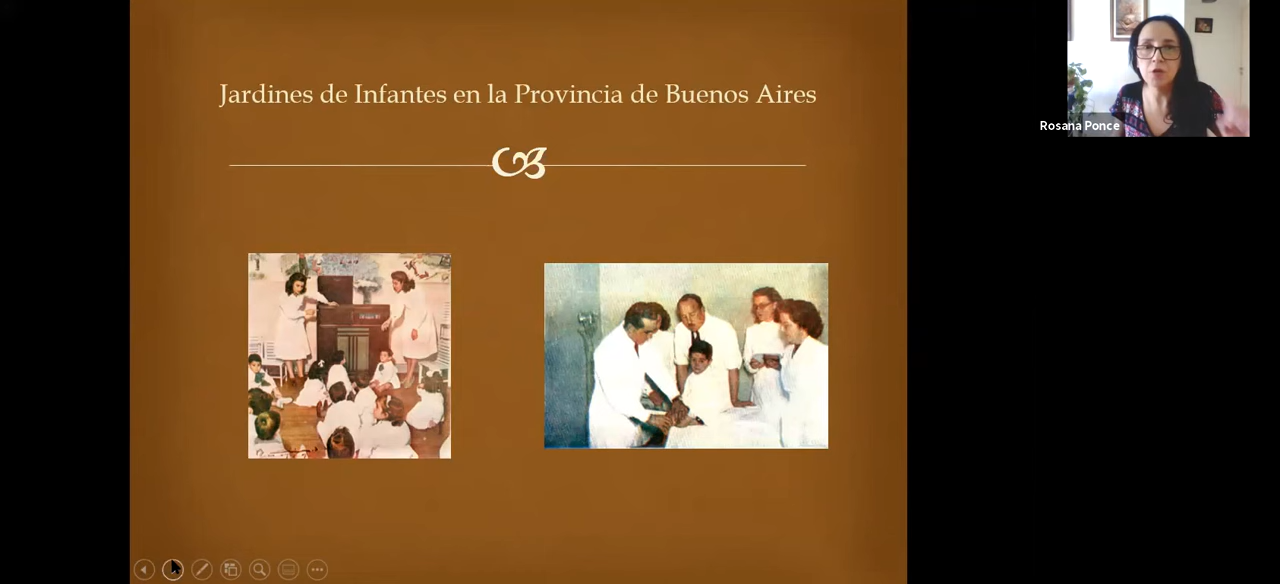 Jardines de Infantes en la Provincia de Buenos Aires
Rosana Ponce